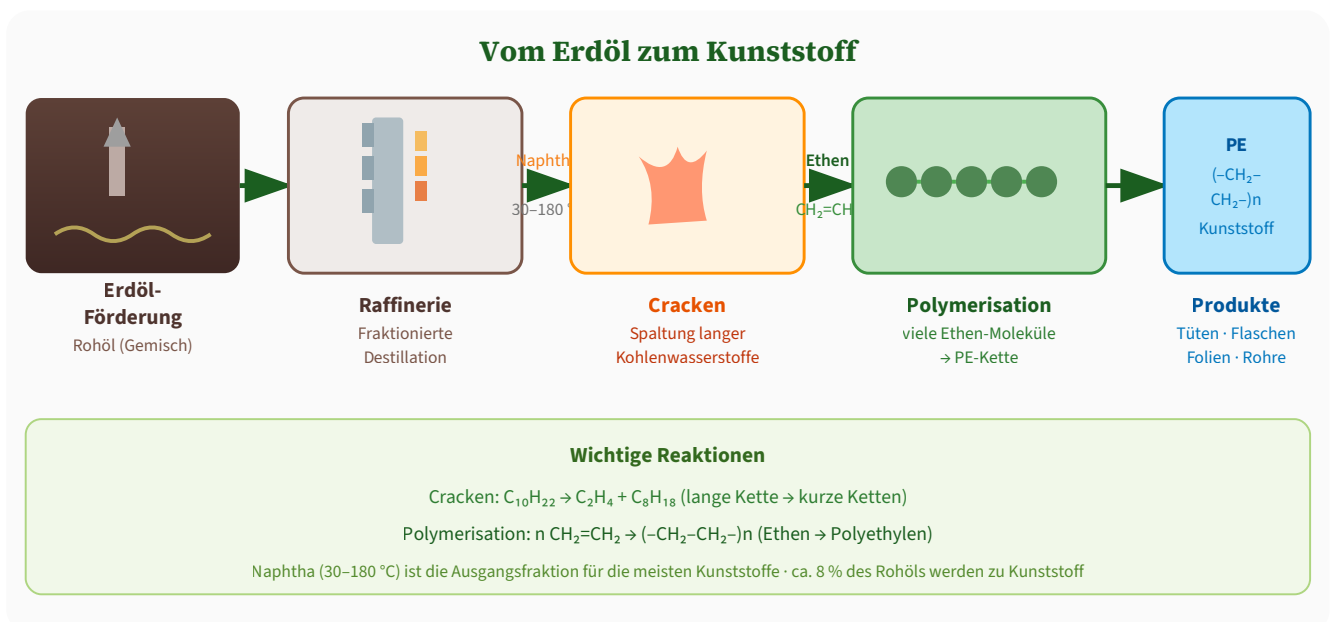 Vom Erdöl zum Kunststoff
Naphth
30–180 °
Ethen
CH₂=CH
PE
(–CH₂–
CH₂–)n
Kunststoff
Erdöl-
Förderung
Rohöl (Gemisch)
Raffinerie
Fraktionierte
Destillation
Cracken
Spaltung langer
Kohlenwasserstoffe
Polymerisation
viele Ethen-Moleküle
→ PE-Kette
Produkte
Tüten · Flaschen
Folien · Rohre
Wichtige Reaktionen
Cracken: C₁₀H₂₂ → C₂H₄ + C₈H₁₈ (lange Kette → kurze Ketten)
Polymerisation: n CH₂=CH₂ → (–CH₂–CH₂–)n (Ethen → Polyethylen)
Naphtha (30–180 °C) ist die Ausgangsfraktion für die meisten Kunststoffe · ca. 8 % des Rohöls werden zu Kunststoff